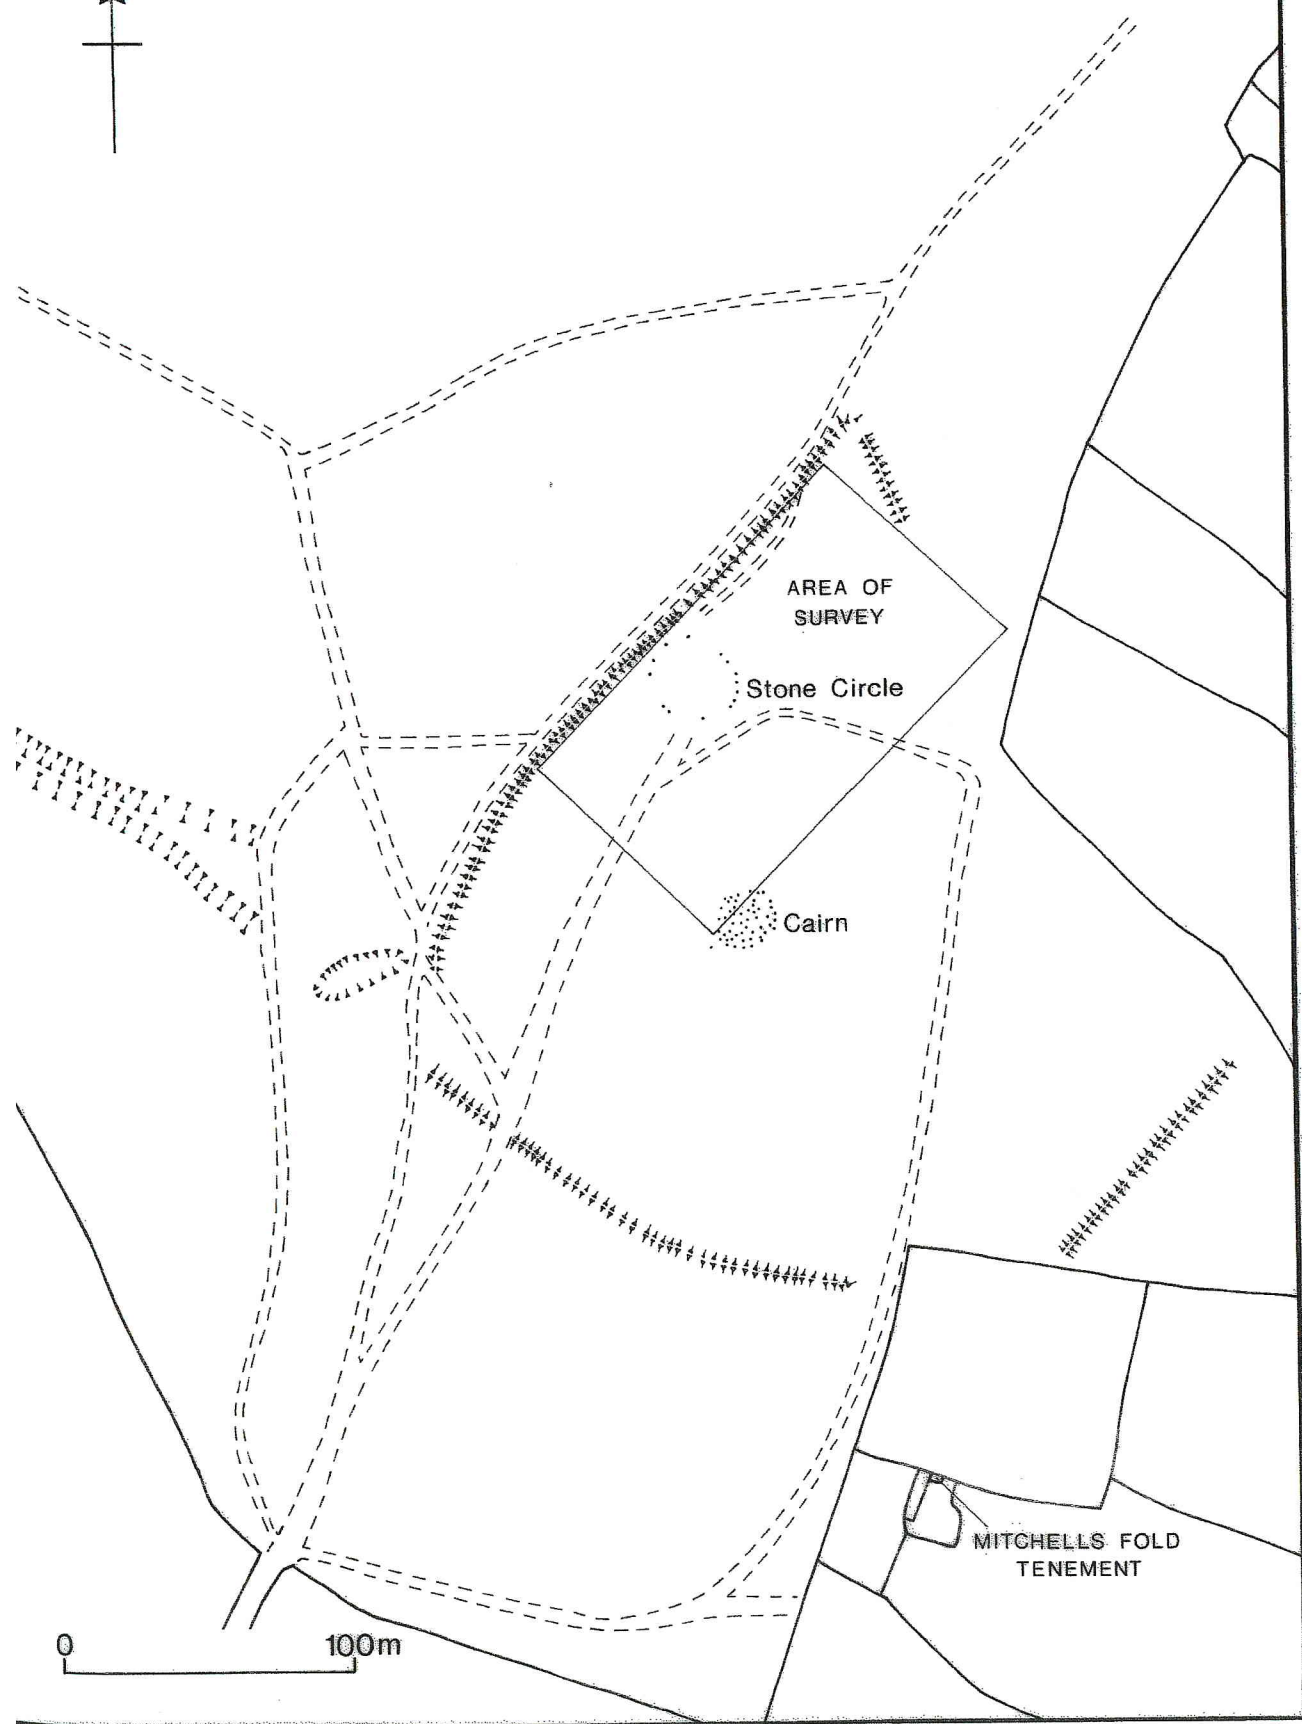 AREA OF
SURVEY
Stone Circle
Cairn
MITCHELLS FOLD
TENEMENT
0 100m